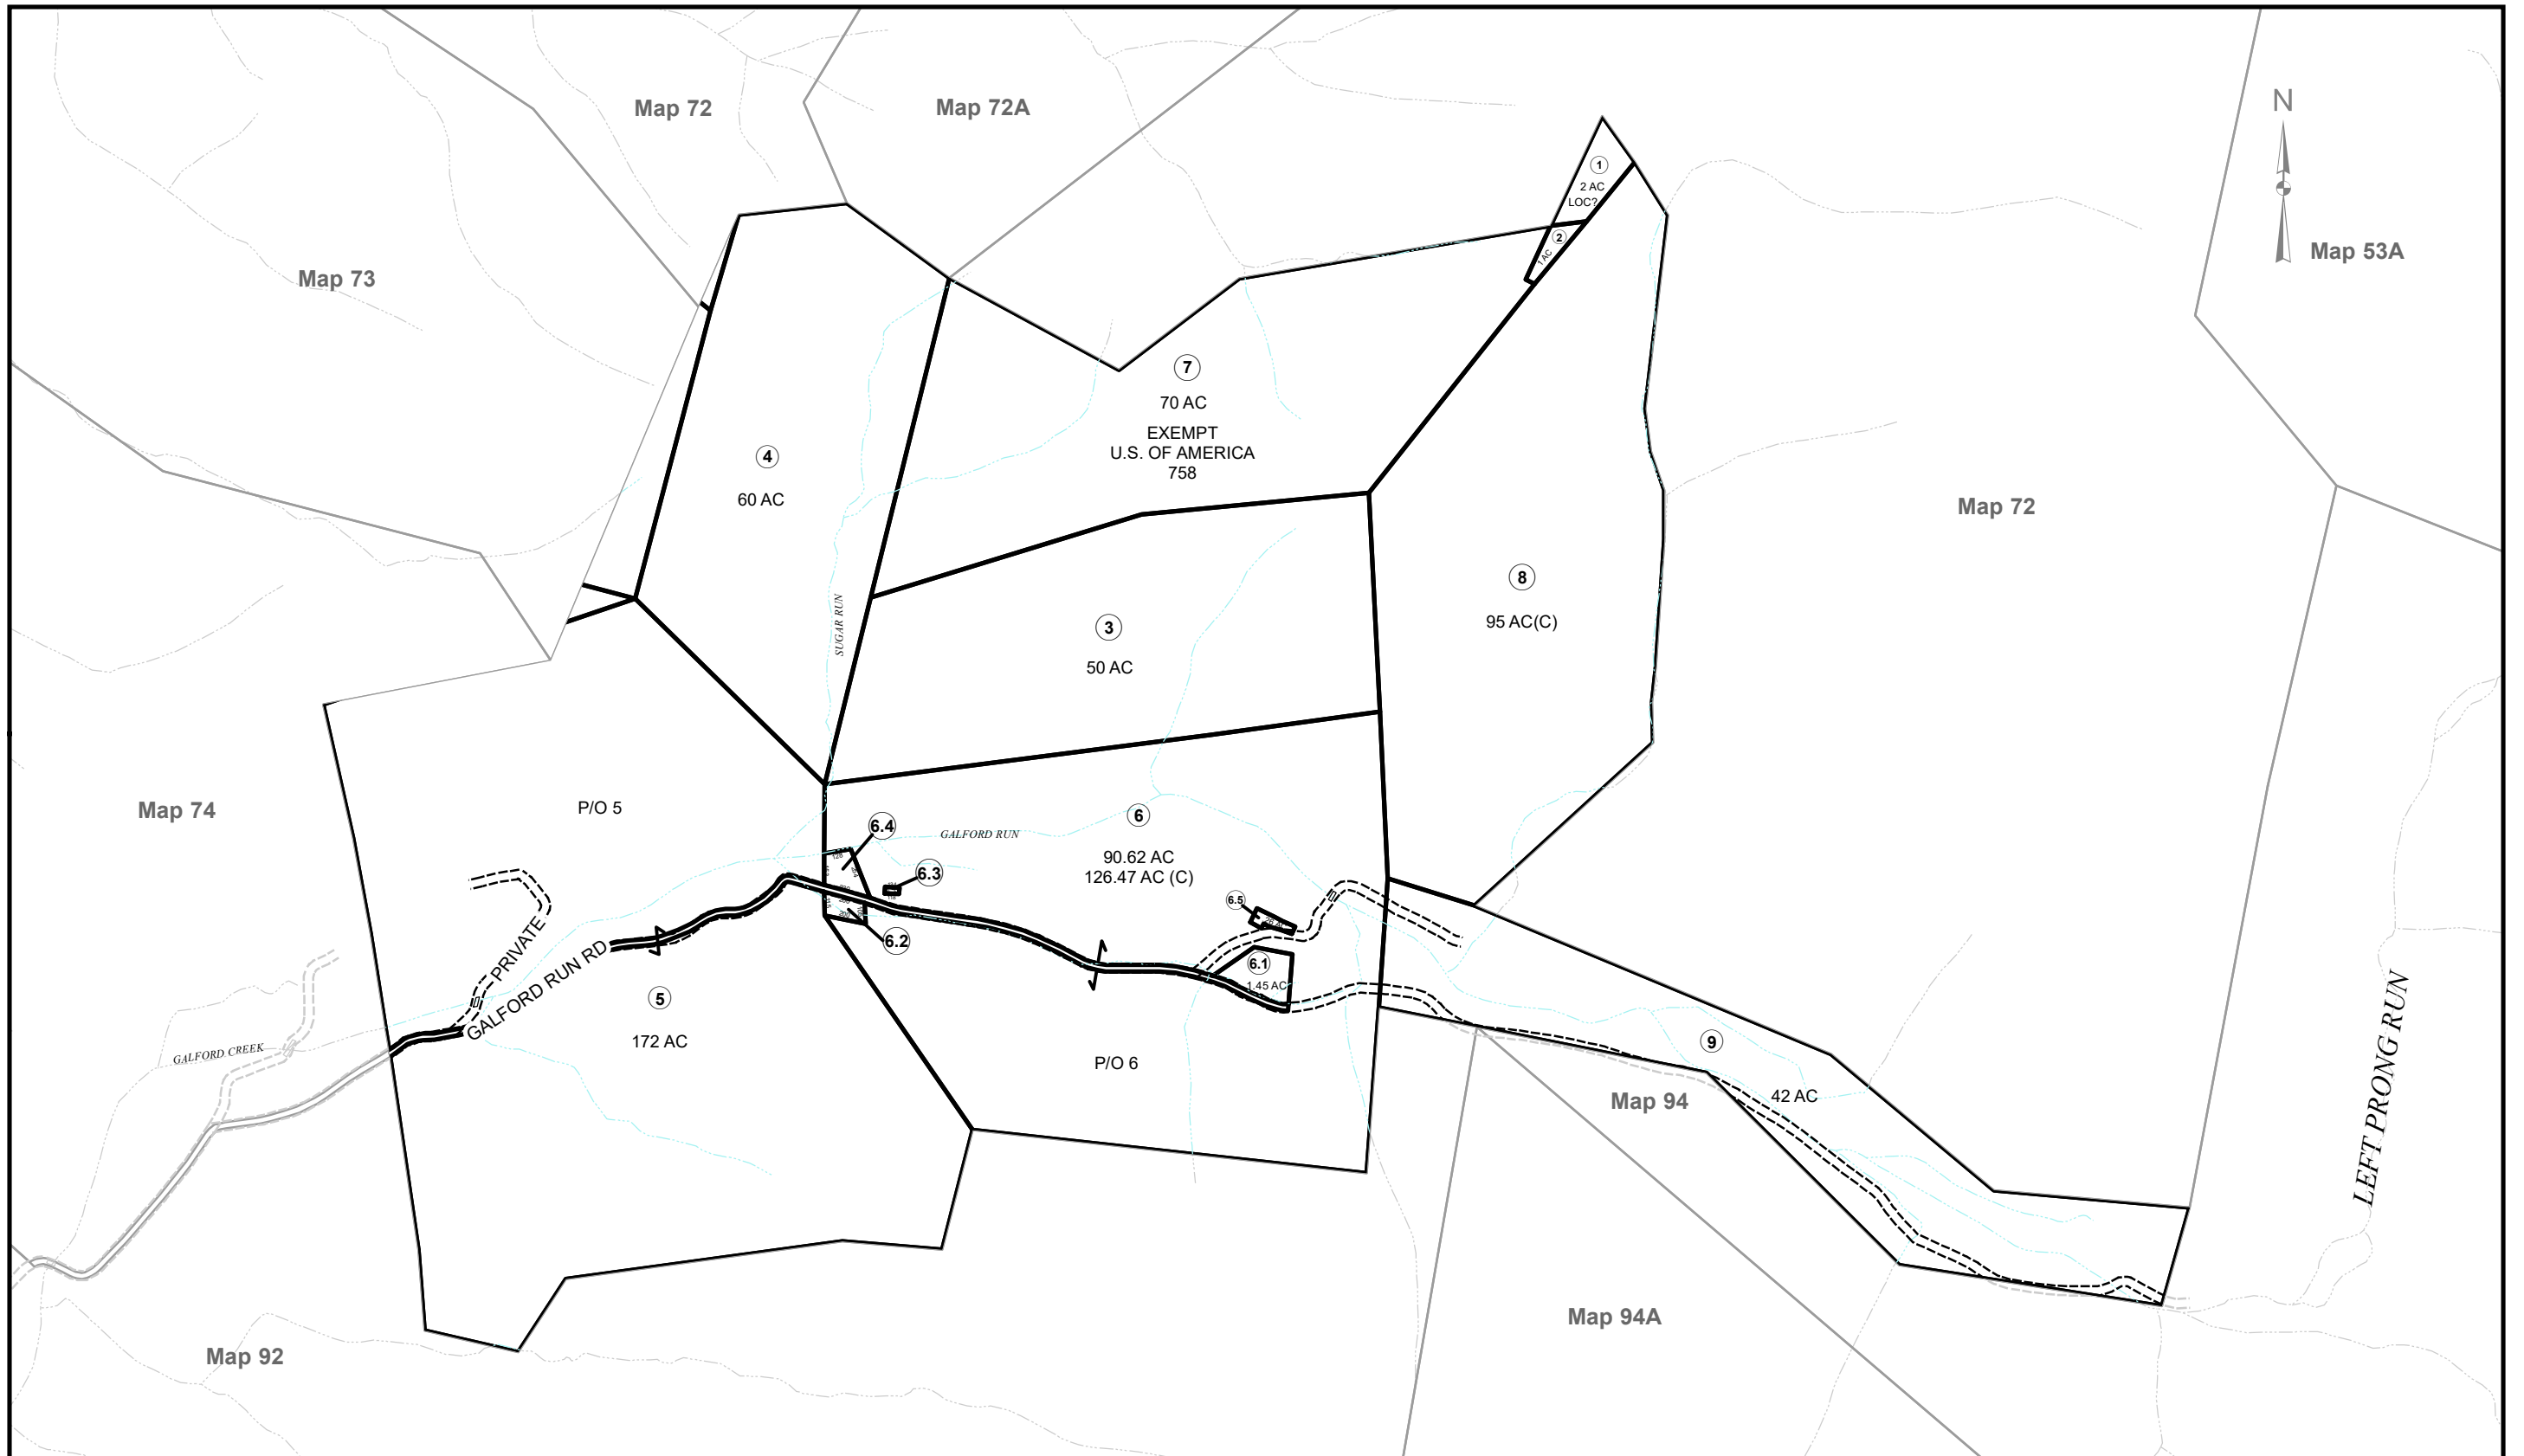 Map 72
Map 72A
N
Map 53A
Map 73
1
2 AC
LOC?
2
1 AC
7
70 AC
EXEMPT
U.S. OF AMERICA
758
4
60 AC
Map 72
8
95 AC(C)
SUGAR RUN
3
50 AC
Map 74
P/O 5
6
GALFORD RUN
90.62 AC
126.47 AC (C)
6.4
6.3
6.5
6.2
6.1
1.45 AC
PRIVATE
GALFORD RUN RD
5
172 AC
GALFORD CREEK
P/O 6
9
42 AC
Map 94
LEFT PRONG RUN
Map 94A
Map 92